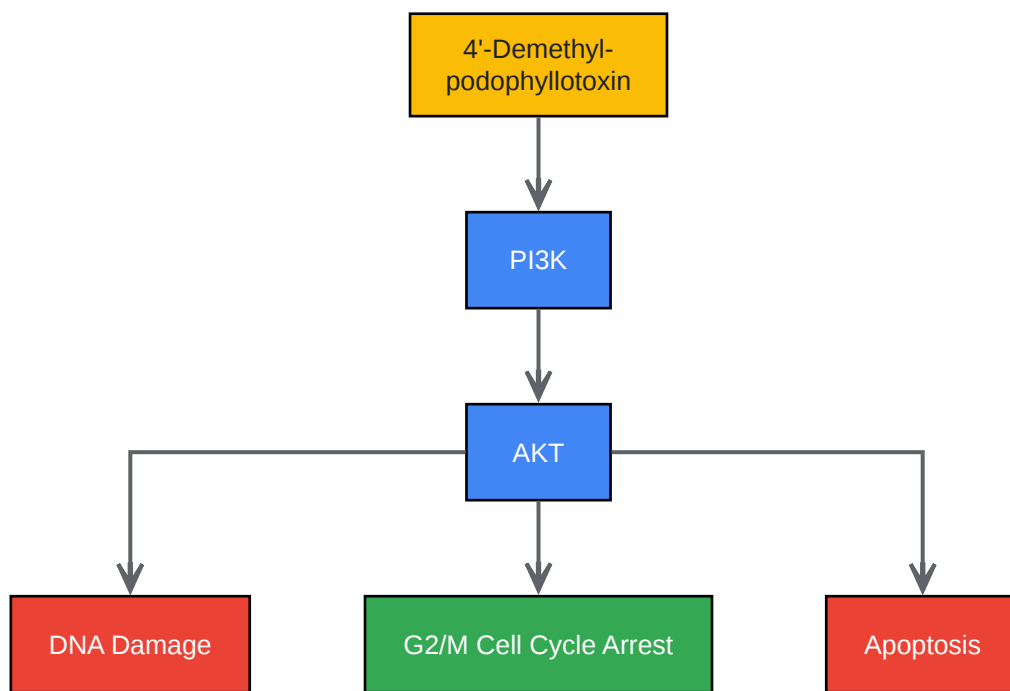 4'-Demethyl-
podophyllotoxin
PI3K
AKT
DNA Damage
G2/M Cell Cycle Arrest
Apoptosis